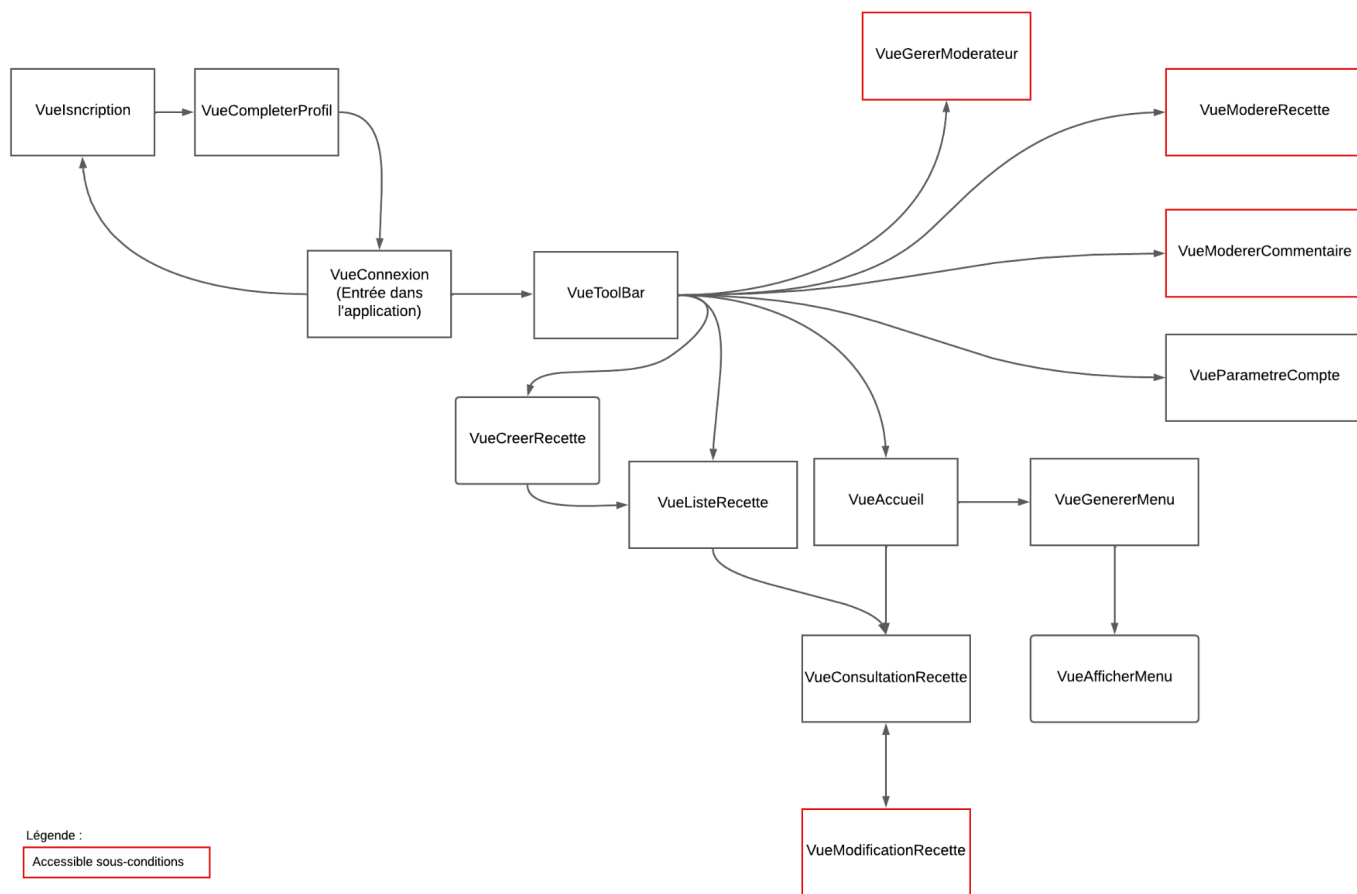 VueGererModerateur
VueIsncription
VueCompleterProfil
VueModereRecette
VueModererCommentaire
VueConnexion
(Entrée dans
l'application)
VueToolBar
VueParametreCompte
VueCreerRecette
VueListeRecette
VueAccueil
VueGenererMenu
VueConsultationRecette
VueAfficherMenu
VueModificationRecette
Légende :
Accessible sous-conditions